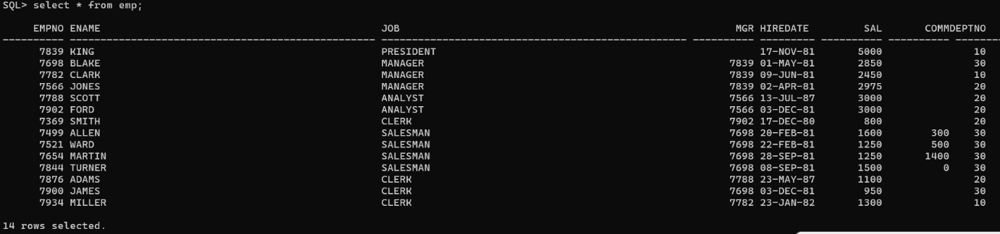 SQL> select * from emp;
EMPNO ENAME JOB MGR HIREDATE SAL COMMDEPTNO
---------- -------------------------------------------------- -------------------------------------------------- ---------- --------- ---------- ---------- -------
7839 KING PRESIDENT 17-NOV-81 5000 10
7698 BLAKE MANAGER 7839 01-MAY-81 2850 30
7782 CLARK MANAGER 7839 09-JUN-81 2450 10
7566 JONES MANAGER 7839 02-APR-81 2975 20
7788 SCOTT ANALYST 7566 13-JUL-87 3000 20
7902 FORD ANALYST 7566 03-DEC-81 3000 20
7369 SMITH CLERK 7902 17-DEC-80 800 20
7499 ALLEN SALESMAN 7698 20-FEB-81 1600 300 30
7521 WARD SALESMAN 7698 22-FEB-81 1250 500 30
7654 MARTIN SALESMAN 7698 28-SEP-81 1250 1400 30
7844 TURNER SALESMAN 7698 08-SEP-81 1500 0 30
7876 ADAMS CLERK 7788 23-MAY-87 1100 20
7900 JAMES CLERK 7698 03-DEC-81 950 30
7934 MILLER CLERK 7782 23-JAN-82 1300 10
14 rows selected.